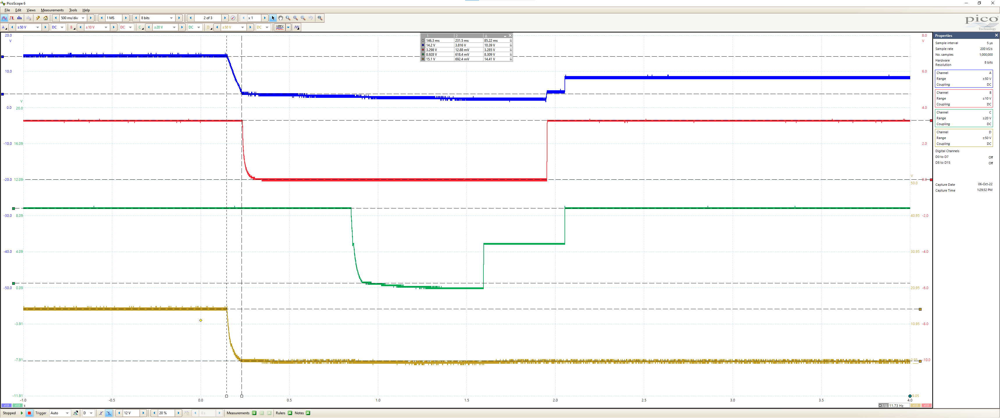 PicoScope 6
File Edit Views Measurements Tools Help
500 ms/div 1 MS 8 bits 2 of 3 x 1
A ±50 V DC B ±10 V DC C ±20 V DC D ±50 V DC
pico
Technology
1 2 Δ
146.3 ms 231.5 ms 85.22 ms
14.2 V 3.816 V 10.39 V
3.298 V 12.88 mV 3.285 V
8.928 V 618.4 mV 8.309 V
15.1 V 692.4 mV 14.41 V
20.0 8.0
V V
10.0 6.0
V
0.0 20.0 4.0
-10.0 16.09 2.0
V
-20.0 12.09 50.0 0.0
-30.0 8.09 40.95 -2.0
-40.0 4.09 30.95 -4.0
-50.0 0.09 20.95 -6.0
-3.91 10.95 -8.0
-7.91 0.95 -10.0
-11.91 -9.05
-1.0 -0.5 0.0 0.5 1.0 1.5 2.0 2.5 3.0 3.5 4.0
x1.0 x1.0 s
1/Δ 11.73 Hz x1.0 x1.0
Properties
Sample interval 5 µs
Sample rate 200 kS/s
No. samples 1,000,000
Hardware
Resolution 8 bits
Channel A
Range ±50 V
Coupling DC
Channel B
Range ±10 V
Coupling DC
Channel C
Range ±20 V
Coupling DC
Channel D
Range ±50 V
Coupling DC
Digital Channels
D0 to D7 Off
D8 to D15 Off
Capture Date 06-Oct-22
Capture Time 1:29:32 PM
Stopped Trigger Auto D 12 V 20 % 0 s Measurements Rulers Notes